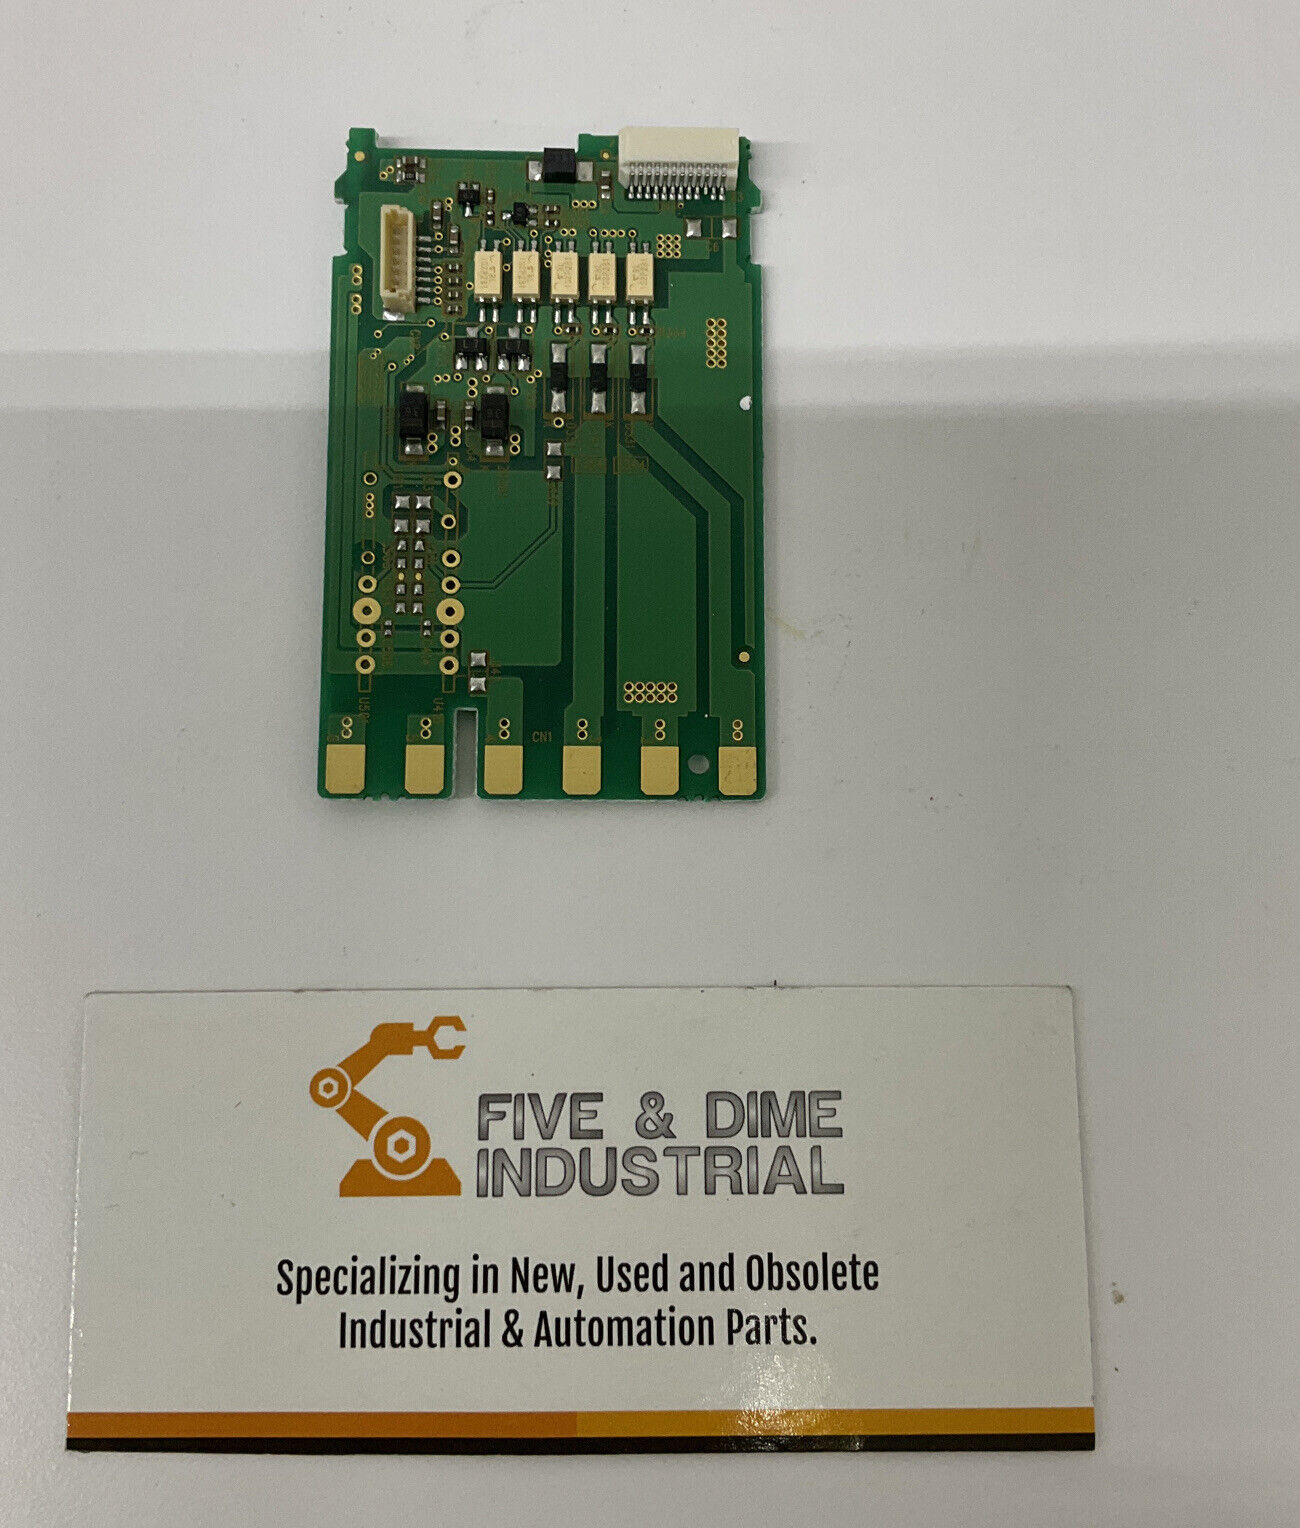 CN1
FIVE & DIME
INDUSTRIAL
Specializing in New, Used and Obsolete
Industrial & Automation Parts.